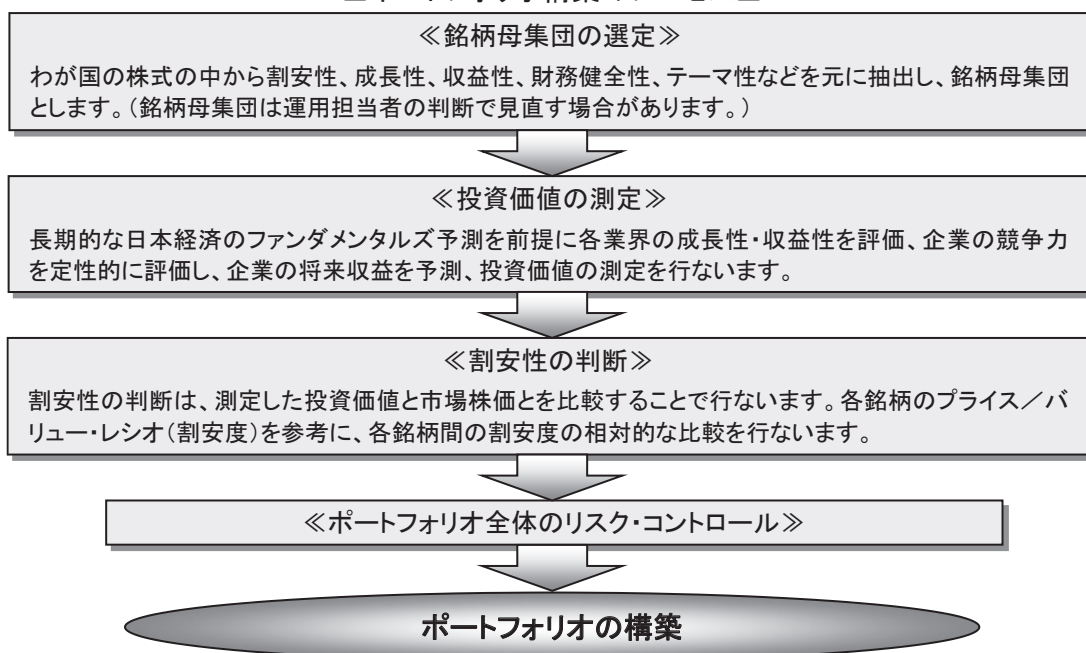 ≪銘柄母集団の選定≫
わが国の株式の中から割安性、成長性、収益性、財務健全性、テーマ性などを元に抽出し、銘柄母集団
とします。（銘柄母集団は運用担当者の判断で見直す場合があります。）
≪投資価値の測定≫
長期的な日本経済のファンダメンタルズ予測を前提に各業界の成長性・収益性を評価、企業の競争力
を定性的に評価し、企業の将来収益を予測、投資価値の測定を行ないます。
≪割安性の判断≫
割安性の判断は、測定した投資価値と市場株価とを比較することで行ないます。各銘柄のプライス／バ
リュー・レシオ（割安度）を参考に、各銘柄間の割安度の相対的な比較を行ないます。
≪ポートフォリオ全体のリスク・コントロール≫
ポートフォリオの構築